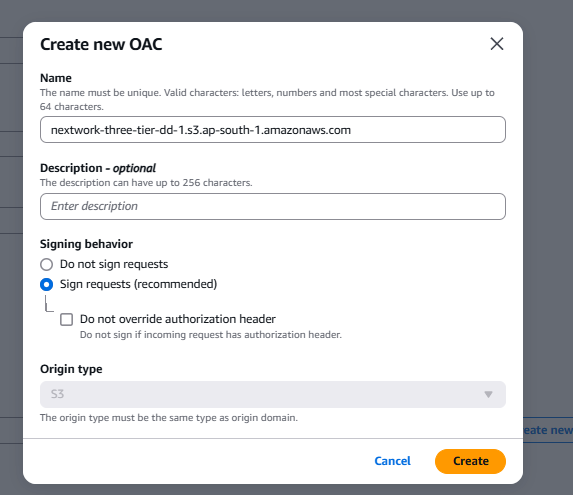 Create new OAC
Name
The name must be unique. Valid characters: letters, numbers and most special characters. Use up to
64 characters.
nextwork-three-tier-dd-1.s3.ap-south-1.amazonaws.com
Description - optional
The description can have up to 256 characters.
Enter description
Signing behavior
Do not sign requests
Sign requests (recommended)
Do not override authorization header
Do not sign if incoming request has authorization header.
Origin type
S3
The origin type must be the same type as origin domain.
eate new
Cancel
Create